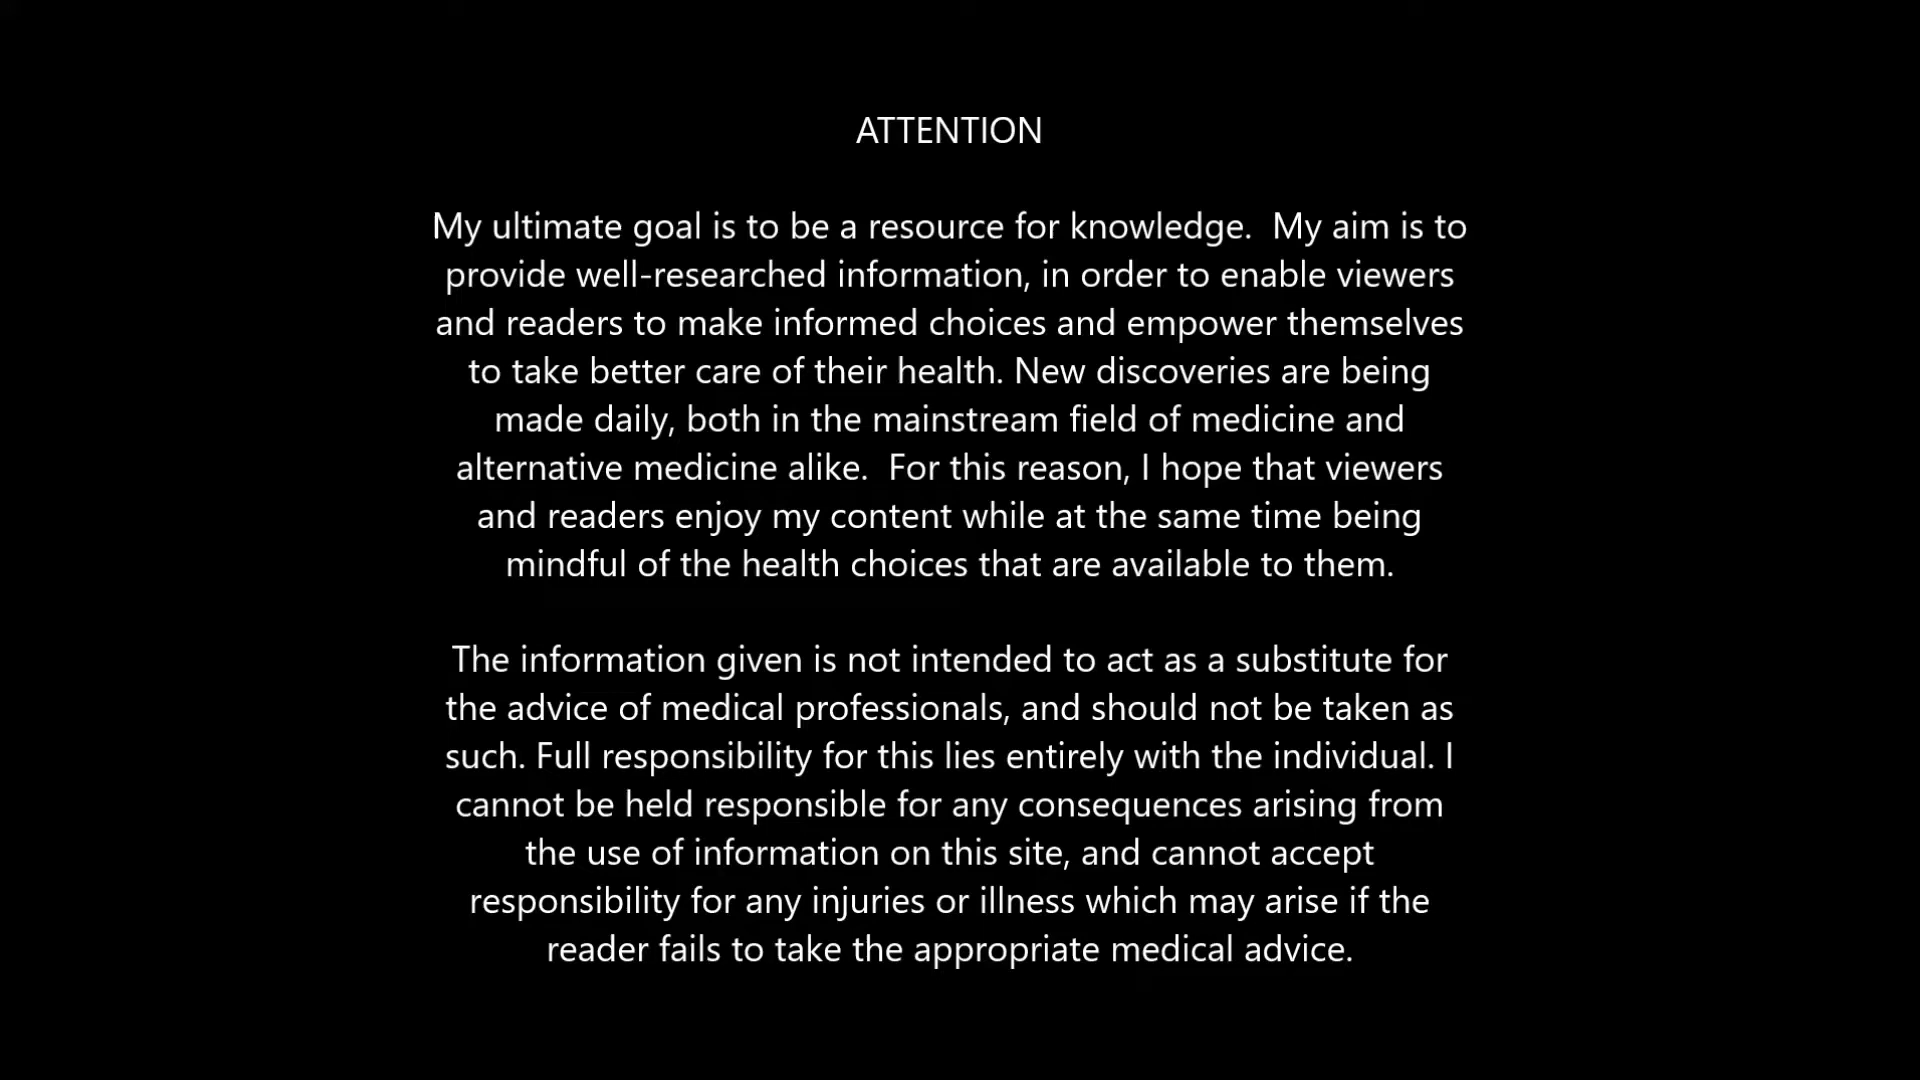 ATTENTION
My ultimate goal is to be a resource for knowledge.  My aim is to
provide well-researched information, in order to enable viewers
and readers to make informed choices and empower themselves
to take better care of their health. New discoveries are being
made daily, both in the mainstream field of medicine and
alternative medicine alike.  For this reason, I hope that viewers
and readers enjoy my content while at the same time being
mindful of the health choices that are available to them.
The information given is not intended to act as a substitute for
the advice of medical professionals, and should not be taken as
such. Full responsibility for this lies entirely with the individual. I
cannot be held responsible for any consequences arising from
the use of information on this site, and cannot accept
responsibility for any injuries or illness which may arise if the
reader fails to take the appropriate medical advice.